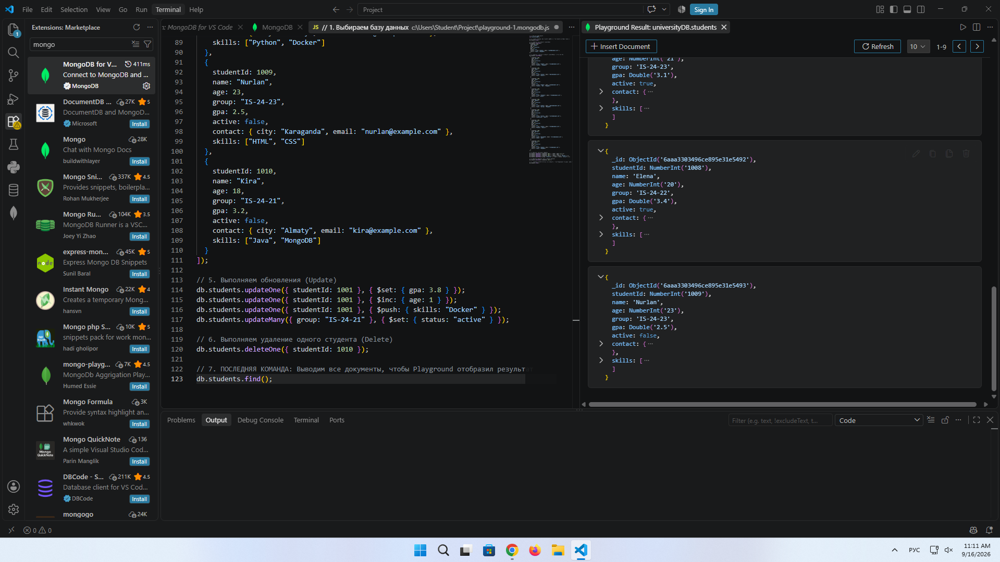 File Edit Selection View Go Run Terminal Help
Project
Sign In
Extensions: Marketplace
mongo
MongoDB for V... 411ms
Connect to MongoDB and ...
MongoDB
DocumentDB ... 27K 5
DocumentDB and MongoD...
Microsoft Install
Mongo 28K
Chat with Mongo Docs
buildwithlayer Install
Mongo Sni... 337K 4.5
Provides snippets, boilerpla...
Rohan Mukherjee Install
Mongo Ru... 104K 3.5
MongoDB Runner is a VSC...
Joey Yi Zhao Install
express-mon... 45K 5
Express Mongo DB Snippets
Sunil Baral Install
Instant Mongo 22K 4
Creates a temporary Mong...
hansvn Install
Mongo php S... 10K 5
snippets pack for work mon...
hadi gholipor Install
mongo-playg... 7K 4.5
MongoDb Aggrigation Play...
Humed Essie Install
Mongo Formula 3K
Provide syntax highlight an...
whkwok Install
Mongo QuickNote 136
A simple Visual Studio Cod...
Parin Manglik Install
DBCode - S... 211K 4.5
Database client for VS Cod...
DBCode Install
mongogo 24K
MongoDB for VS Code
MongoDB
JS // 1. Выбираем базу данных c:\Users\Student\Project\playground-1.mongodb.js
89 skills: ["Python", "Docker"]
90 },
91 {
92 studentId: 1009,
93 name: "Nurlan",
94 age: 23,
95 group: "IS-24-23",
96 gpa: 2.5,
97 active: false,
98 contact: { city: "Karaganda", email: "nurlan@example.com" },
99 skills: ["HTML", "CSS"]
100 },
101 {
102 studentId: 1010,
103 name: "Kira",
104 age: 18,
105 group: "IS-24-21",
106 gpa: 3.2,
107 active: false,
108 contact: { city: "Almaty", email: "kira@example.com" },
109 skills: ["Java", "MongoDB"]
110 }
111 ]);
112
113 // 5. Выполняем обновления (Update)
114 db.students.updateOne({ studentId: 1001 }, { $set: { gpa: 3.8 } });
115 db.students.updateOne({ studentId: 1001 }, { $inc: { age: 1 } });
116 db.students.updateOne({ studentId: 1001 }, { $push: { skills: "Docker" } });
117 db.students.updateMany({ group: "IS-24-21" }, { $set: { status: "active" } });
118
119 // 6. Выполняем удаление одного студента (Delete)
120 db.students.deleteOne({ studentId: 1010 });
121
122 // 7. ПОСЛЕДНЯЯ КОМАНДА: Выводим все документы, чтобы Playground отобразил результат
123 db.students.find();
Playground Result: universityDB.students
Insert Document
Refresh
10
1-9
age: NumberInt('21'),
group: 'IS-24-23',
gpa: Double('3.1'),
active: true,
contact: { ...
},
skills: [ ...
]
}
{
_id: ObjectId('6aaa3303496ce895e31e5492'),
studentId: NumberInt('1008'),
name: 'Elena',
age: NumberInt('20'),
group: 'IS-24-22',
gpa: Double('3.4'),
active: true,
contact: { ...
},
skills: [ ...
]
}
{
_id: ObjectId('6aaa3303496ce895e31e5493'),
studentId: NumberInt('1009'),
name: 'Nurlan',
age: NumberInt('23'),
group: 'IS-24-23',
gpa: Double('2.5'),
active: false,
contact: { ...
},
skills: [ ...
]
}
Problems Output Debug Console Terminal Ports
Filter (e.g. text, !excludeText, t...
Code
1
0 0
РУС
11:11 AM
9/16/2026